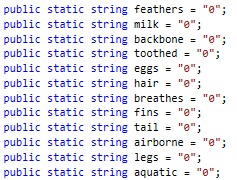 public static string feathers = "0";
public static string milk = "0";
public static string backbone = "0";
public static string toothed = "0";
public static string eggs = "0";
public static string hair = "0";
public static string breathes = "0";
public static string fins = "0";
public static string tail = "0";
public static string airborne = "0";
public static string legs = "0";
public static string aquatic = "0";